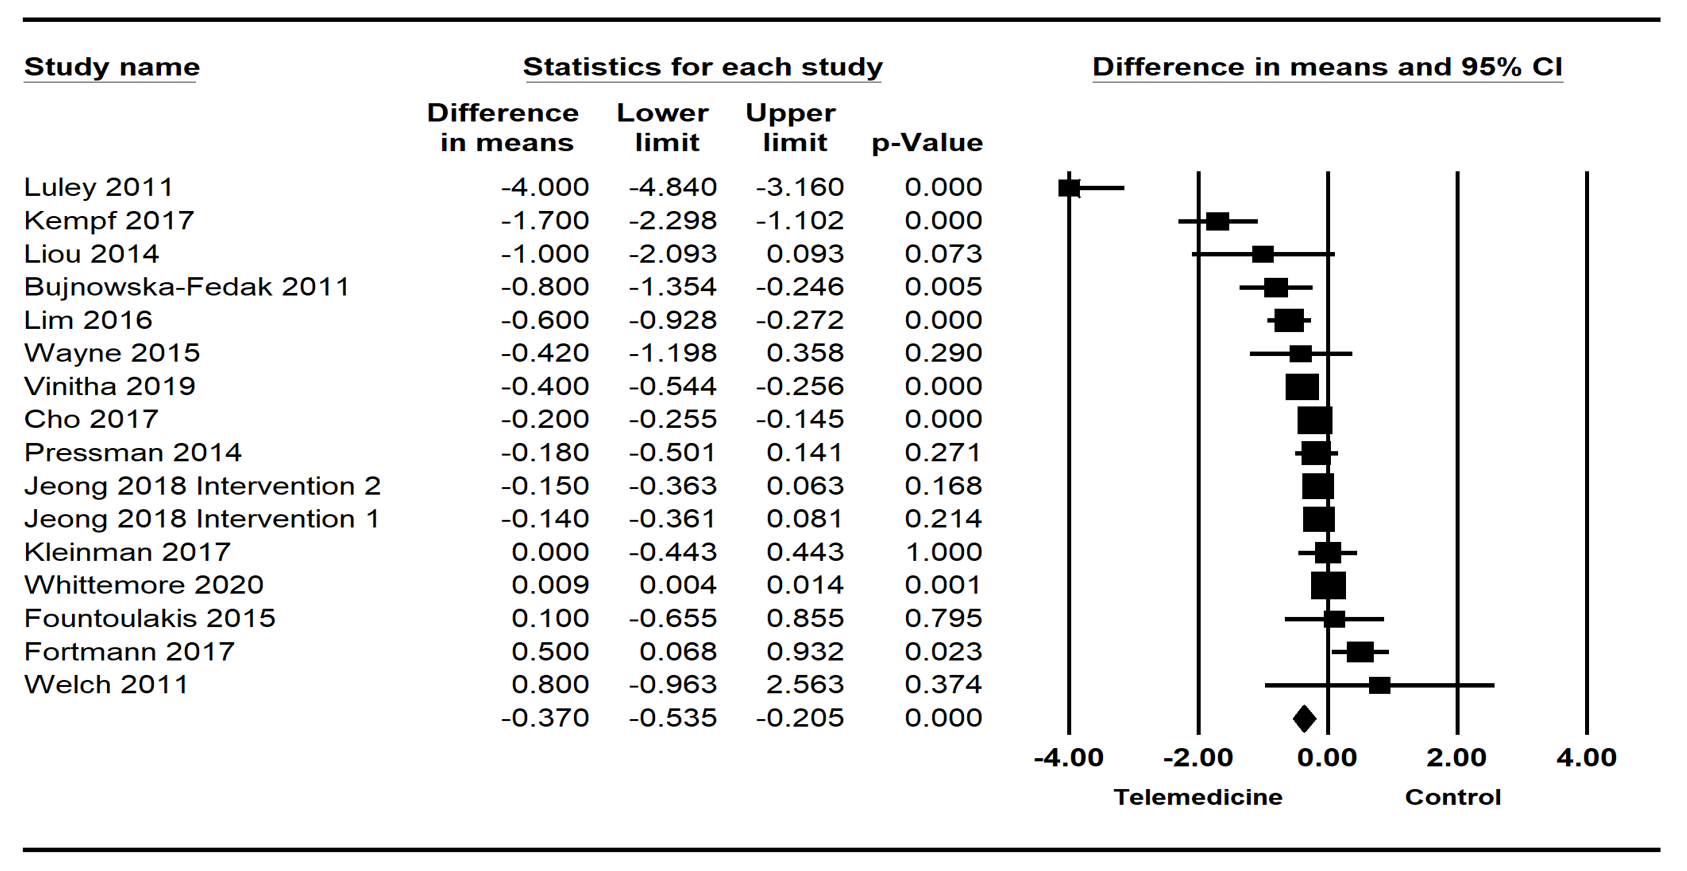 Study name Statistics for each study Difference in means and 95% CI
Difference in means Lower limit Upper limit p-Value
Luley 2011 -4.000 -4.840 -3.160 0.000
Kempf 2017 -1.700 -2.298 -1.102 0.000
Liou 2014 -1.000 -2.093 0.093 0.073
Bujnowska-Fedak 2011 -0.800 -1.354 -0.246 0.005
Lim 2016 -0.600 -0.928 -0.272 0.000
Wayne 2015 -0.420 -1.198 0.358 0.290
Vinitha 2019 -0.400 -0.544 -0.256 0.000
Cho 2017 -0.200 -0.255 -0.145 0.000
Pressman 2014 -0.180 -0.501 0.141 0.271
Jeong 2018 Intervention 2 -0.150 -0.363 0.063 0.168
Jeong 2018 Intervention 1 -0.140 -0.361 0.081 0.214
Kleinman 2017 0.000 -0.443 0.443 1.000
Whittemore 2020 0.009 0.004 0.014 0.001
Fountoulakis 2015 0.100 -0.655 0.855 0.795
Fortmann 2017 0.500 0.068 0.932 0.023
Welch 2011 0.800 -0.963 2.563 0.374
-0.370 -0.535 -0.205 0.000
-4.00 -2.00 0.00 2.00 4.00
Telemedicine Control